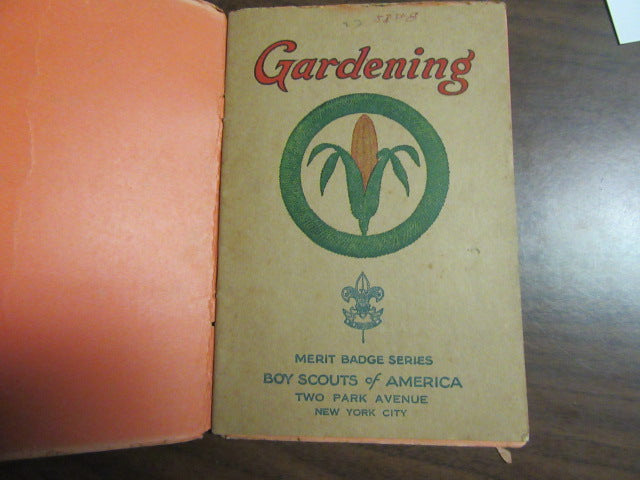 Gardening
MERIT BADGE SERIES
BOY SCOUTS of AMERICA
TWO PARK AVENUE
NEW YORK CITY